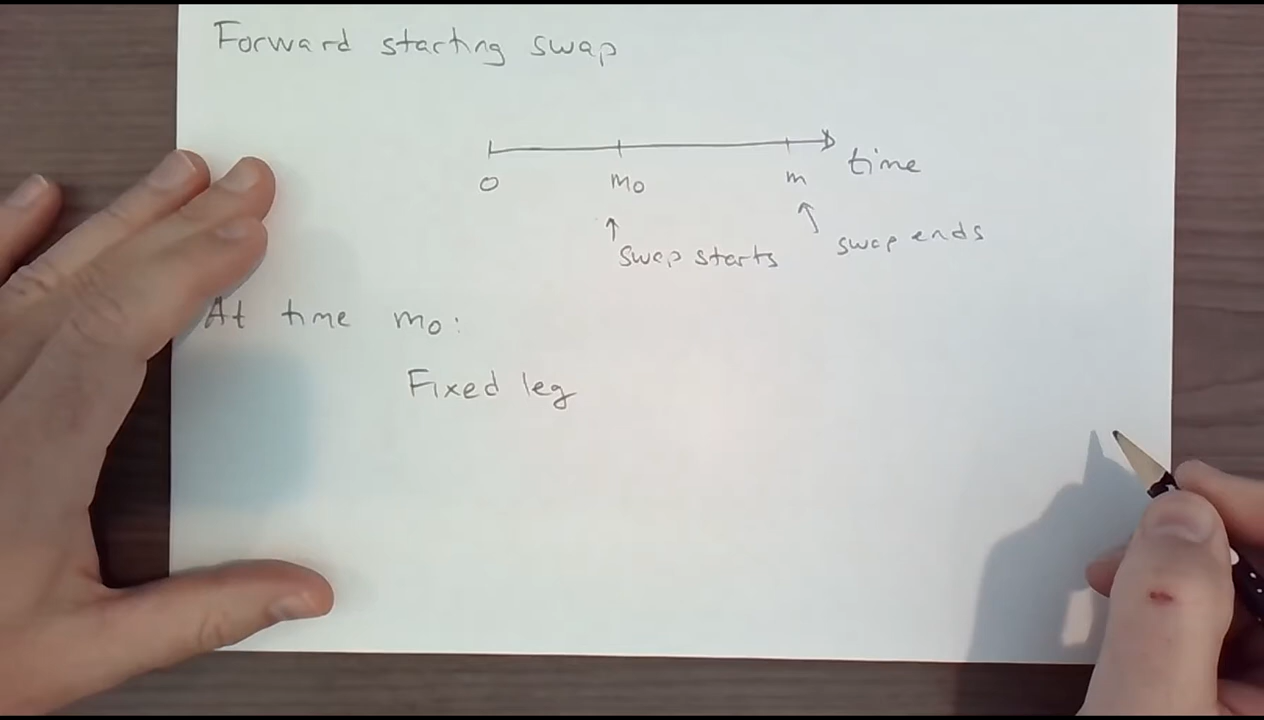 Forward starting swap
0 m₀ m time
swap starts swap ends
At time m₀:
Fixed leg